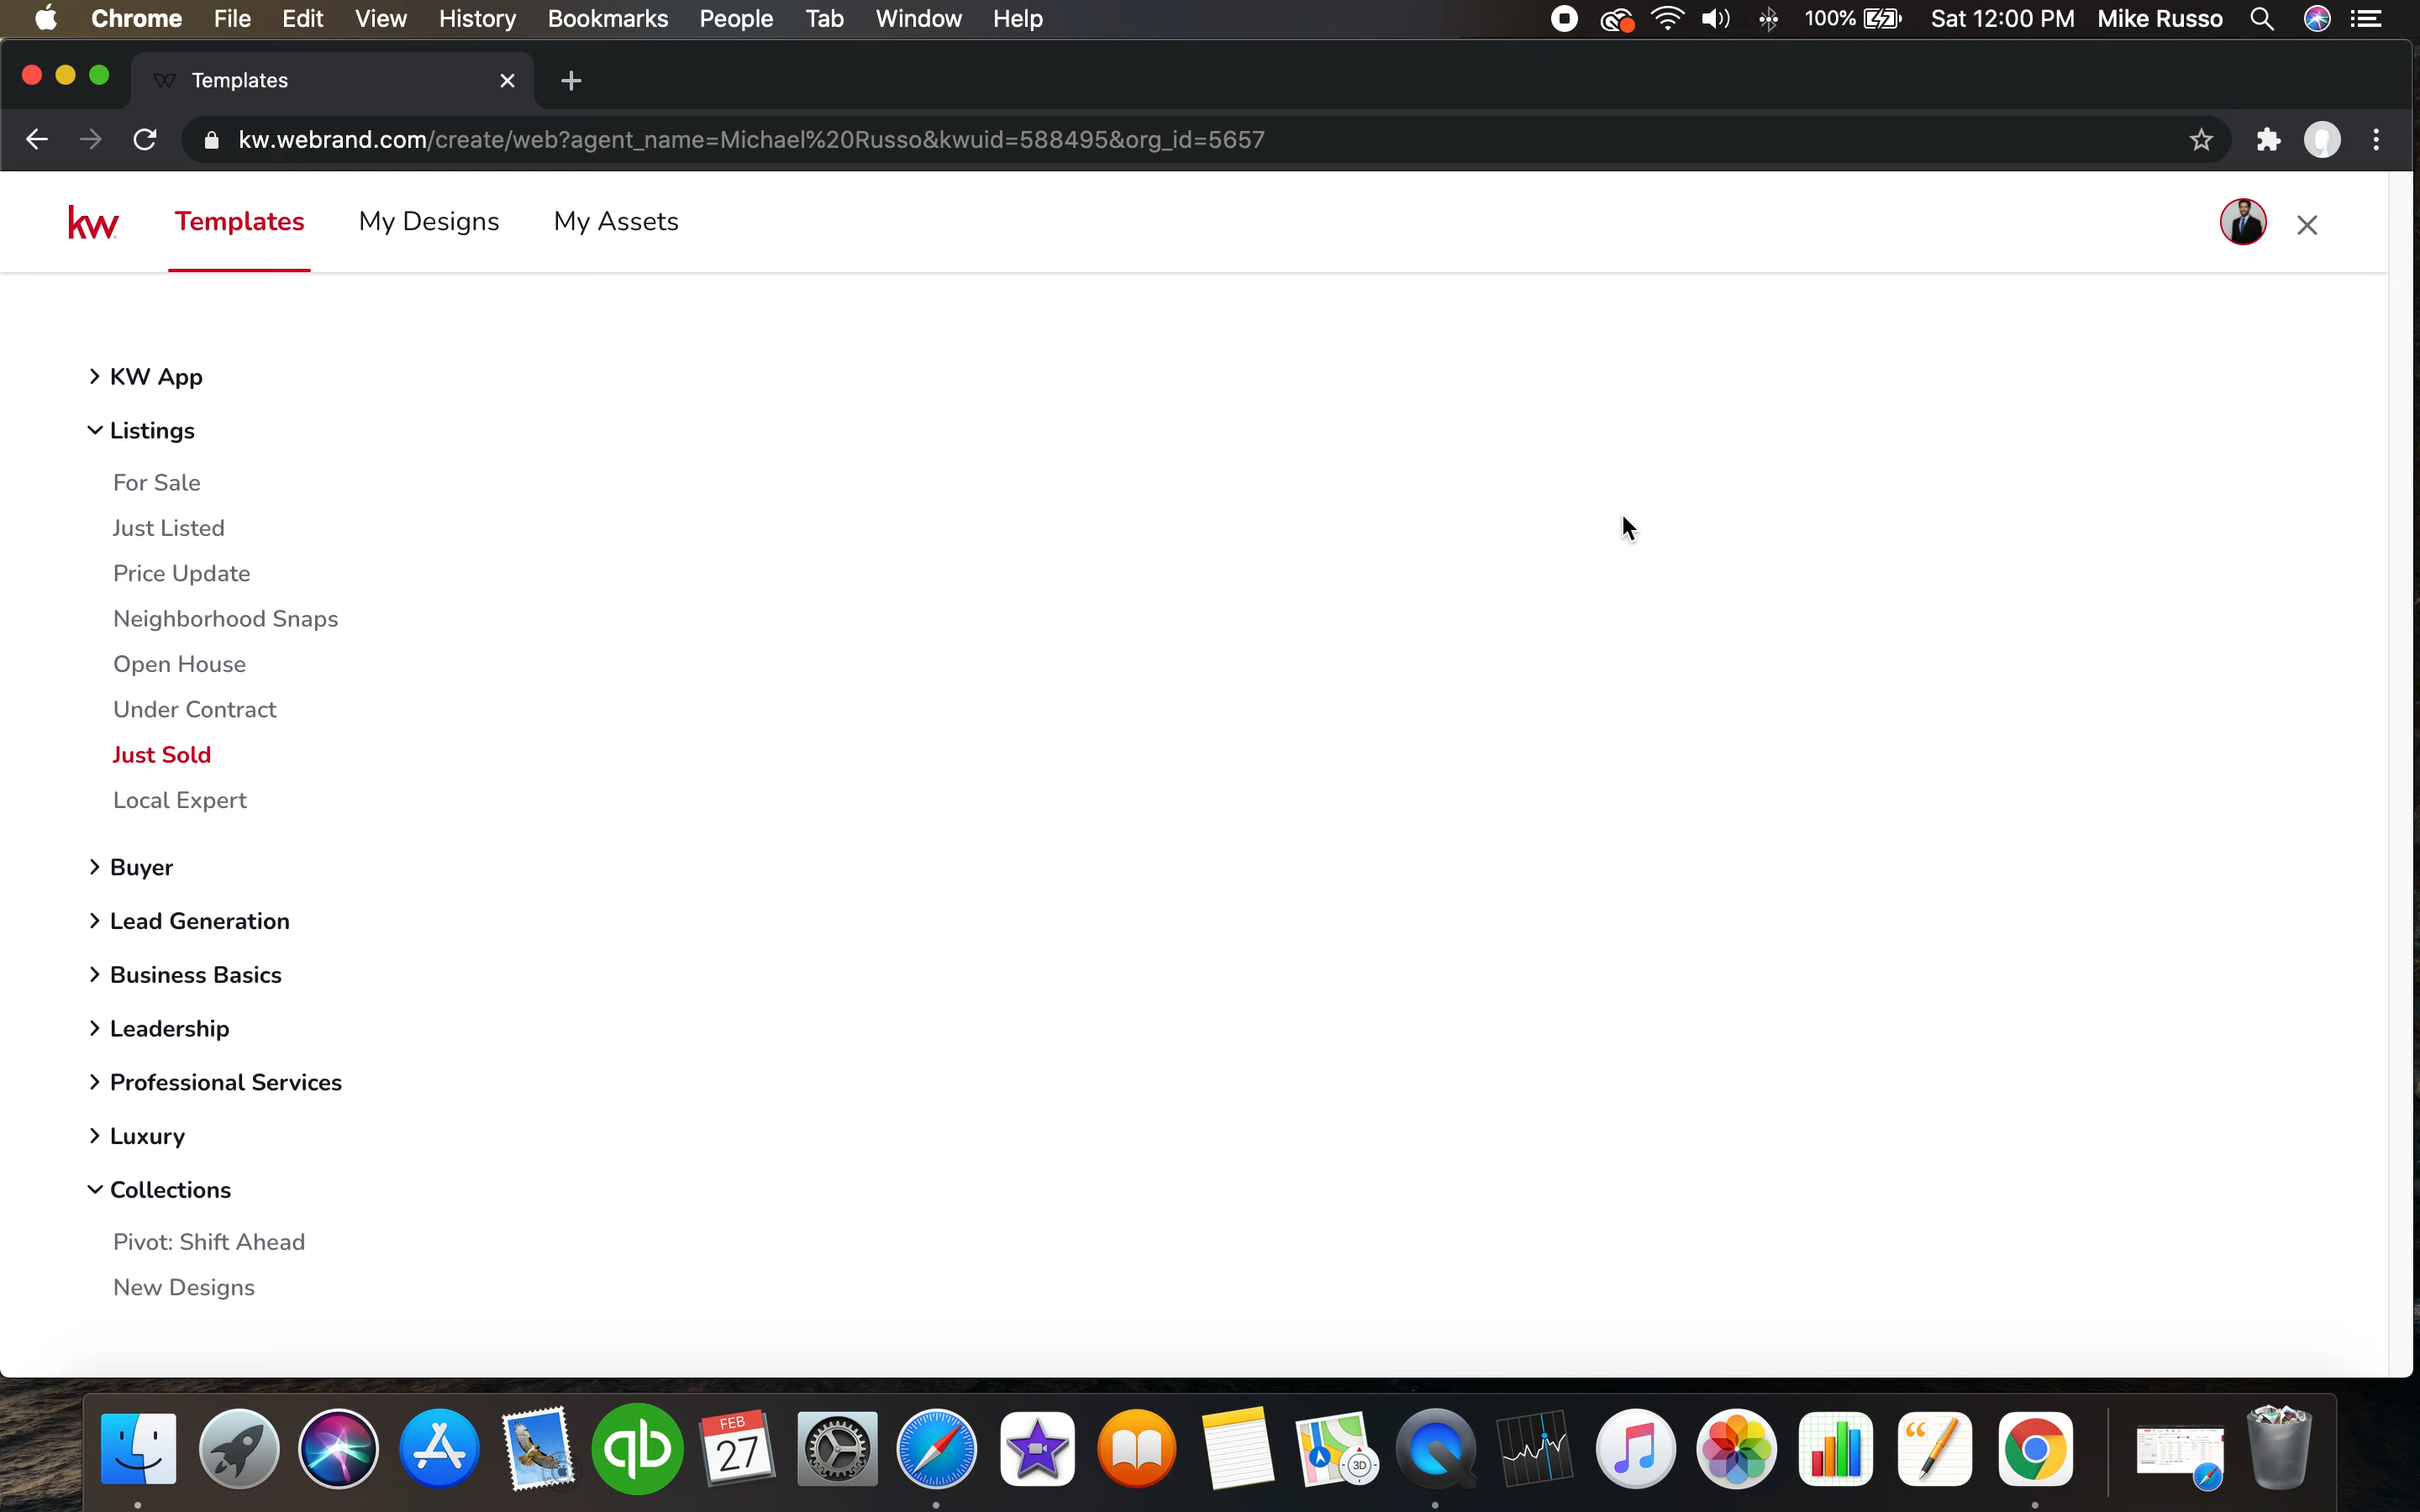 Chrome File Edit View History Bookmarks People Tab Window Help 100% Sat 12:00 PM Mike Russo
Templates
kw.webrand.com/create/web?agent_name=Michael%20Russo&kwuid=588495&org_id=5657
kw Templates My Designs My Assets
KW App
Listings
For Sale
Just Listed
Price Update
Neighborhood Snaps
Open House
Under Contract
Just Sold
Local Expert
Buyer
Lead Generation
Business Basics
Leadership
Professional Services
Luxury
Collections
Pivot: Shift Ahead
New Designs
qb
FEB
27
3D